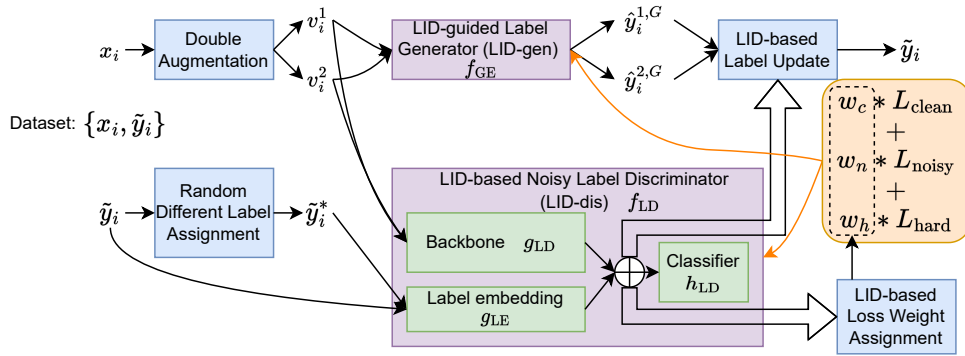 x_i
Double
Augmentation
v_i^1
v_i^2
LID-guided Label
Generator (LID-gen)
f_GE
ŷ_i^{1,G}
ŷ_i^{2,G}
LID-based
Label Update
ỹ_i
Dataset: {x_i, ỹ_i}
w_c * L_clean
+
w_n * L_noisy
+
w_h * L_hard
ỹ_i
Random
Different Label
Assignment
ỹ_i^*
LID-based Noisy Label Discriminator
(LID-dis) f_LD
Backbone g_LD
Label embedding
g_LE
Classifier
h_LD
LID-based
Loss Weight
Assignment